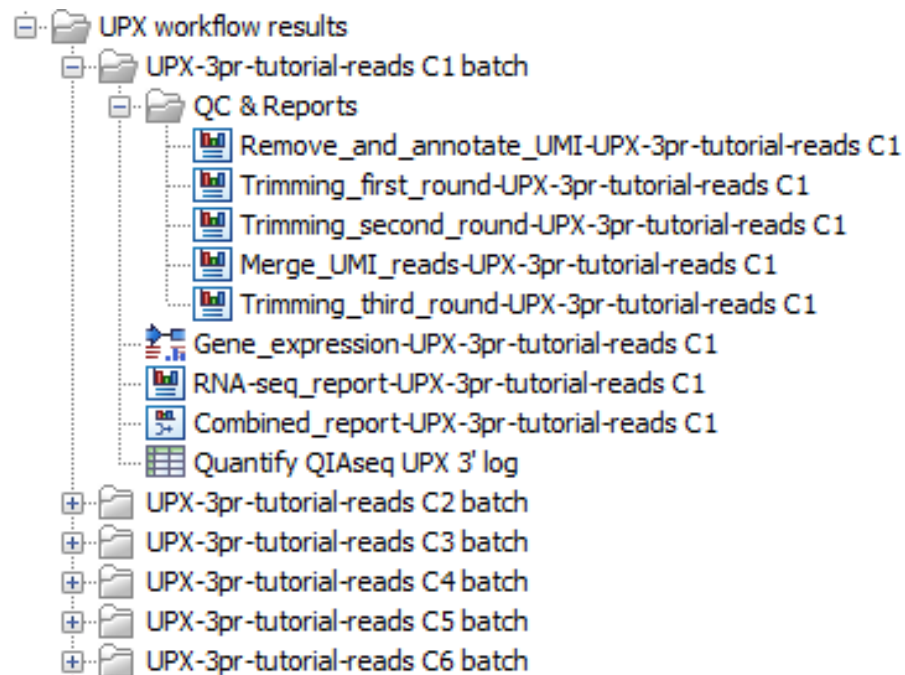 UPX workflow results
UPX-3pr-tutorial-reads C1 batch
QC & Reports
Remove_and_annotate_UMI-UPX-3pr-tutorial-reads C1
Trimming_first_round-UPX-3pr-tutorial-reads C1
Trimming_second_round-UPX-3pr-tutorial-reads C1
Merge_UMI_reads-UPX-3pr-tutorial-reads C1
Trimming_third_round-UPX-3pr-tutorial-reads C1
Gene_expression-UPX-3pr-tutorial-reads C1
RNA-seq_report-UPX-3pr-tutorial-reads C1
Combined_report-UPX-3pr-tutorial-reads C1
Quantify QIAseq UPX 3' log
UPX-3pr-tutorial-reads C2 batch
UPX-3pr-tutorial-reads C3 batch
UPX-3pr-tutorial-reads C4 batch
UPX-3pr-tutorial-reads C5 batch
UPX-3pr-tutorial-reads C6 batch